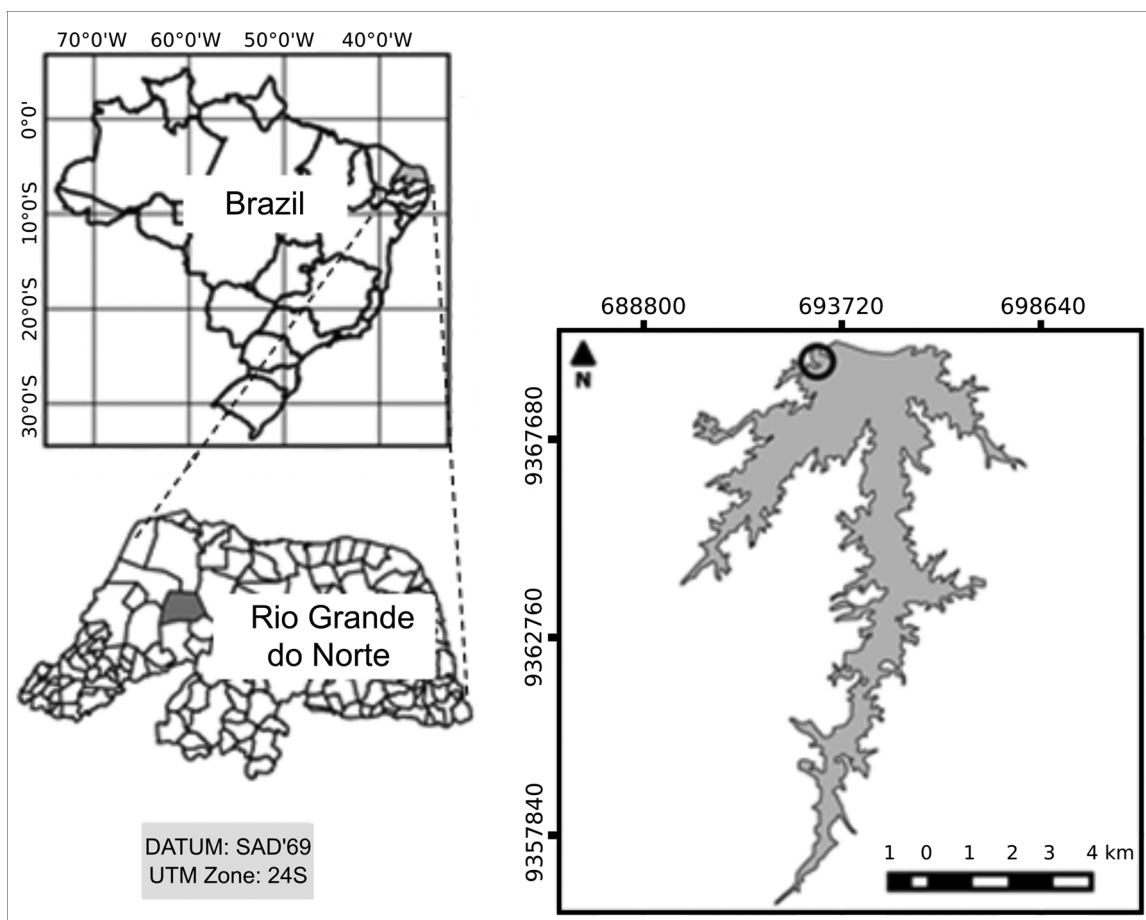 70°0'W 60°0'W 50°0'W 40°0'W
0°0'
10°0'S
20°0'S
30°0'S
Brazil
Rio Grande
do Norte
DATUM: SAD'69
UTM Zone: 24S
688800 693720 698640
9367680
9362760
9357840
N
1 0 1 2 3 4 km